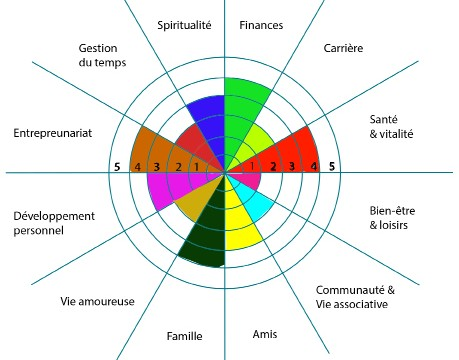 Spiritualité
Finances
Gestion
du temps
Carrière
Entrepreunariat
Santé
& vitalité
5 4 3 2 1 1 2 3 4 5
Développement
personnel
Bien-être
& loisirs
Vie amoureuse
Communauté &
Vie associative
Famille
Amis